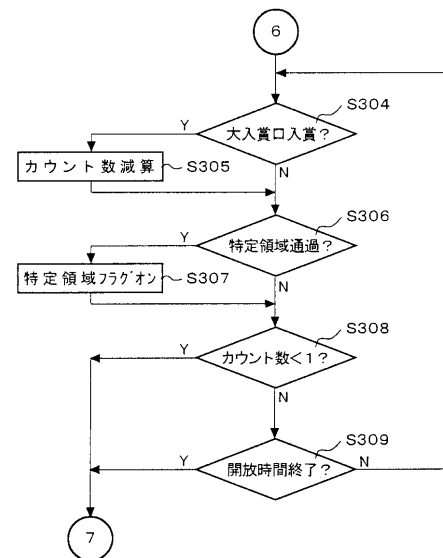 6
S304
Y
大入賞口入賞?
カウント数減算
S305
N
S306
Y
特定領域通過?
特定領域フラグオン
S307
N
S308
Y
カウント数<1?
N
S309
Y
開放時間終了?
N
7